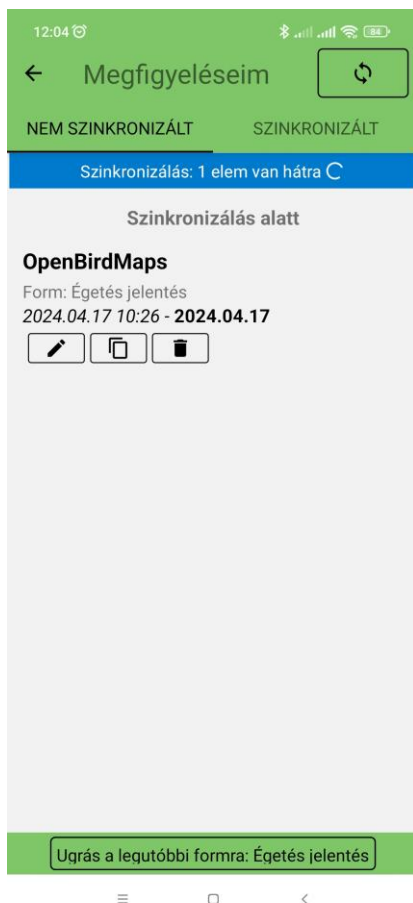 12:04
84
Megfigyeléseim
NEM SZINKRONIZÁLT
SZINKRONIZÁLT
Szinkronizálás: 1 elem van hátra
Szinkronizálás alatt
OpenBirdMaps
Form: Égetés jelentés
2024.04.17 10:26 - 2024.04.17
Ugrás a legutóbbi formra: Égetés jelentés